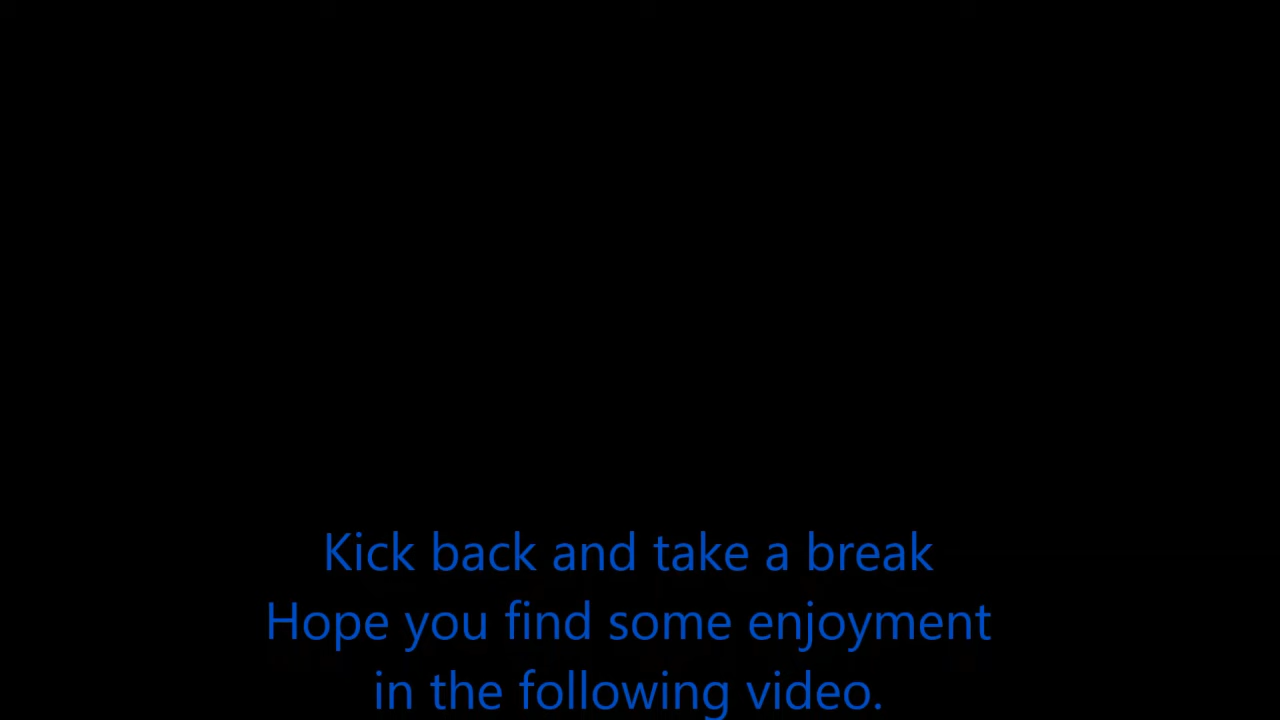 Kick back and take a break
Hope you find some enjoyment
in the following video.